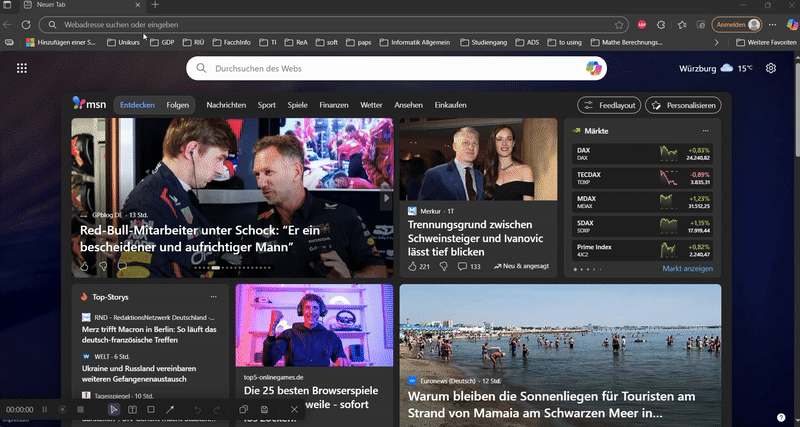 Neuer Tab
Webadresse suchen oder eingeben
Anmelden
Hinzufügen einer S...
Unikurs
GDP
RIÜ
FacchInfo
TI
ReA
soft
paps
Informatik Allgemein
Studiengang
ADS
to using
Mathe Berechnungs...
Weitere Favoriten
Durchsuchen des Webs
Würzburg
15°C
msn
Entdecken
Folgen
Nachrichten
Sport
Spiele
Finanzen
Wetter
Ansehen
Einkaufen
Feedlayout
Personalisieren
GPblog DE · 13 Std.
Red-Bull-Mitarbeiter unter Schock: “Er ein
bescheidener und aufrichtiger Mann”
Merkur · 1T
Trennungsgrund zwischen
Schweinsteiger und Ivanovic
lässt tief blicken
221
133
Neu & angesagt
Märkte
DAX
DAX
+0,83%
24.240,82
TECDAX
TDXP
-0,89%
3.835,31
MDAX
MDAX
+1,23%
31.512,25
SDAX
SDXP
+1,15%
17.919,44
Prime Index
4JC2
+0,82%
2.240,47
Markt anzeigen
Top-Storys
RND - RedaktionsNetzwerk Deutschland -...
Merz trifft Macron in Berlin: So läuft das
deutsch-französische Treffen
WELT · 6 Std.
Ukraine und Russland vereinbaren
weiteren Gefangenenaustausch
Tagesspiegel · 10 Std.
top5-onlinegames.de
Die 25 besten Browserspiele
eweile - sofort
Euronews (Deutsch) · 12 Std.
Warum bleiben die Sonnenliegen für Touristen am
Strand von Mamaia am Schwarzen Meer in...
00:00:00